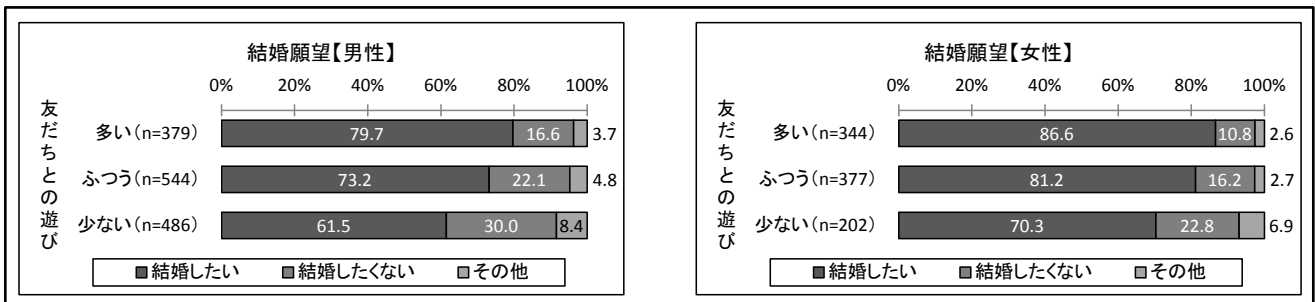 結婚願望【男性】
0% 20% 40% 60% 80% 100%
友だちとの遊び
多い(n=379) 79.7 16.6 3.7
ふつう(n=544) 73.2 22.1 4.8
少ない(n=486) 61.5 30.0 8.4
■結婚したい ■結婚したくない ■その他
結婚願望【女性】
0% 20% 40% 60% 80% 100%
友だちとの遊び
多い(n=344) 86.6 10.8 2.6
ふつう(n=377) 81.2 16.2 2.7
少ない(n=202) 70.3 22.8 6.9
■結婚したい ■結婚したくない ■その他